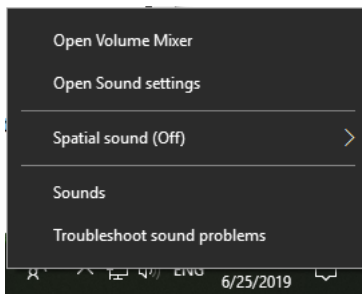 Open Volume Mixer
Open Sound settings
Spatial sound (Off)
Sounds
Troubleshoot sound problems
ENG
6/25/2019